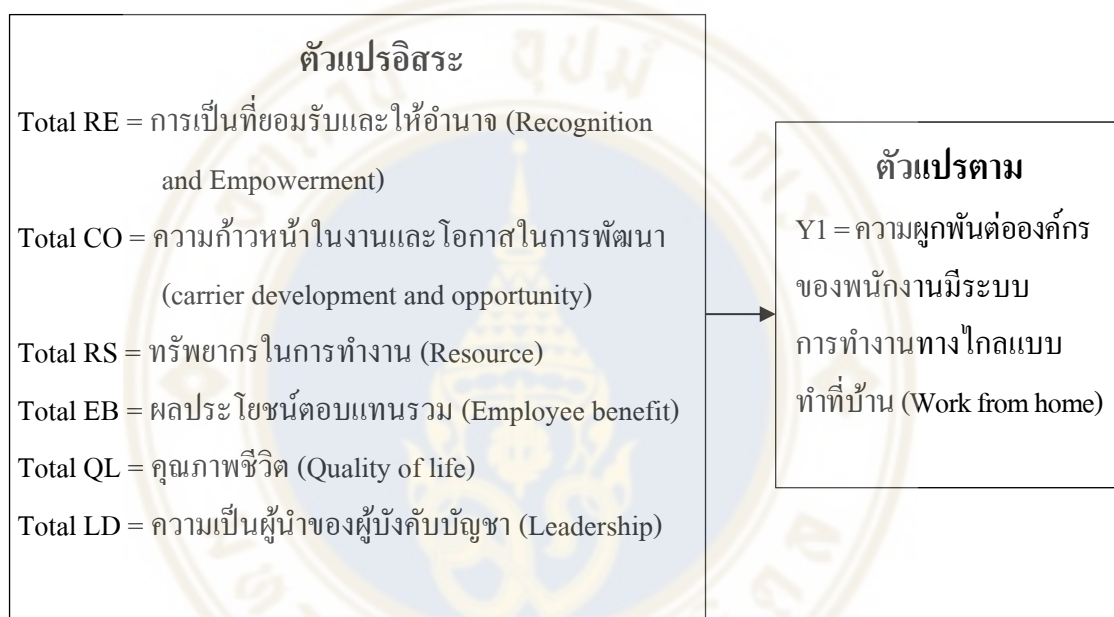 ตัวแปรอิสระ
Total RE = การเป็นที่ยอมรับและให้อำนาจ (Recognition
and Empowerment)
Total CO = ความก้าวหน้าในงานและโอกาสในการพัฒนา
(carrier development and opportunity)
Total RS = ทรัพยากรในการทำงาน (Resource)
Total EB = ผลประโยชน์ตอบแทนรวม (Employee benefit)
Total QL = คุณภาพชีวิต (Quality of life)
Total LD = ความเป็นผู้นำของผู้บังคับบัญชา (Leadership)
ตัวแปรตาม
Y1 = ความผูกพันต่อองค์กร
ของพนักงานมีระบบ
การทำงานทางไกลแบบ
ทำที่บ้าน (Work from home)